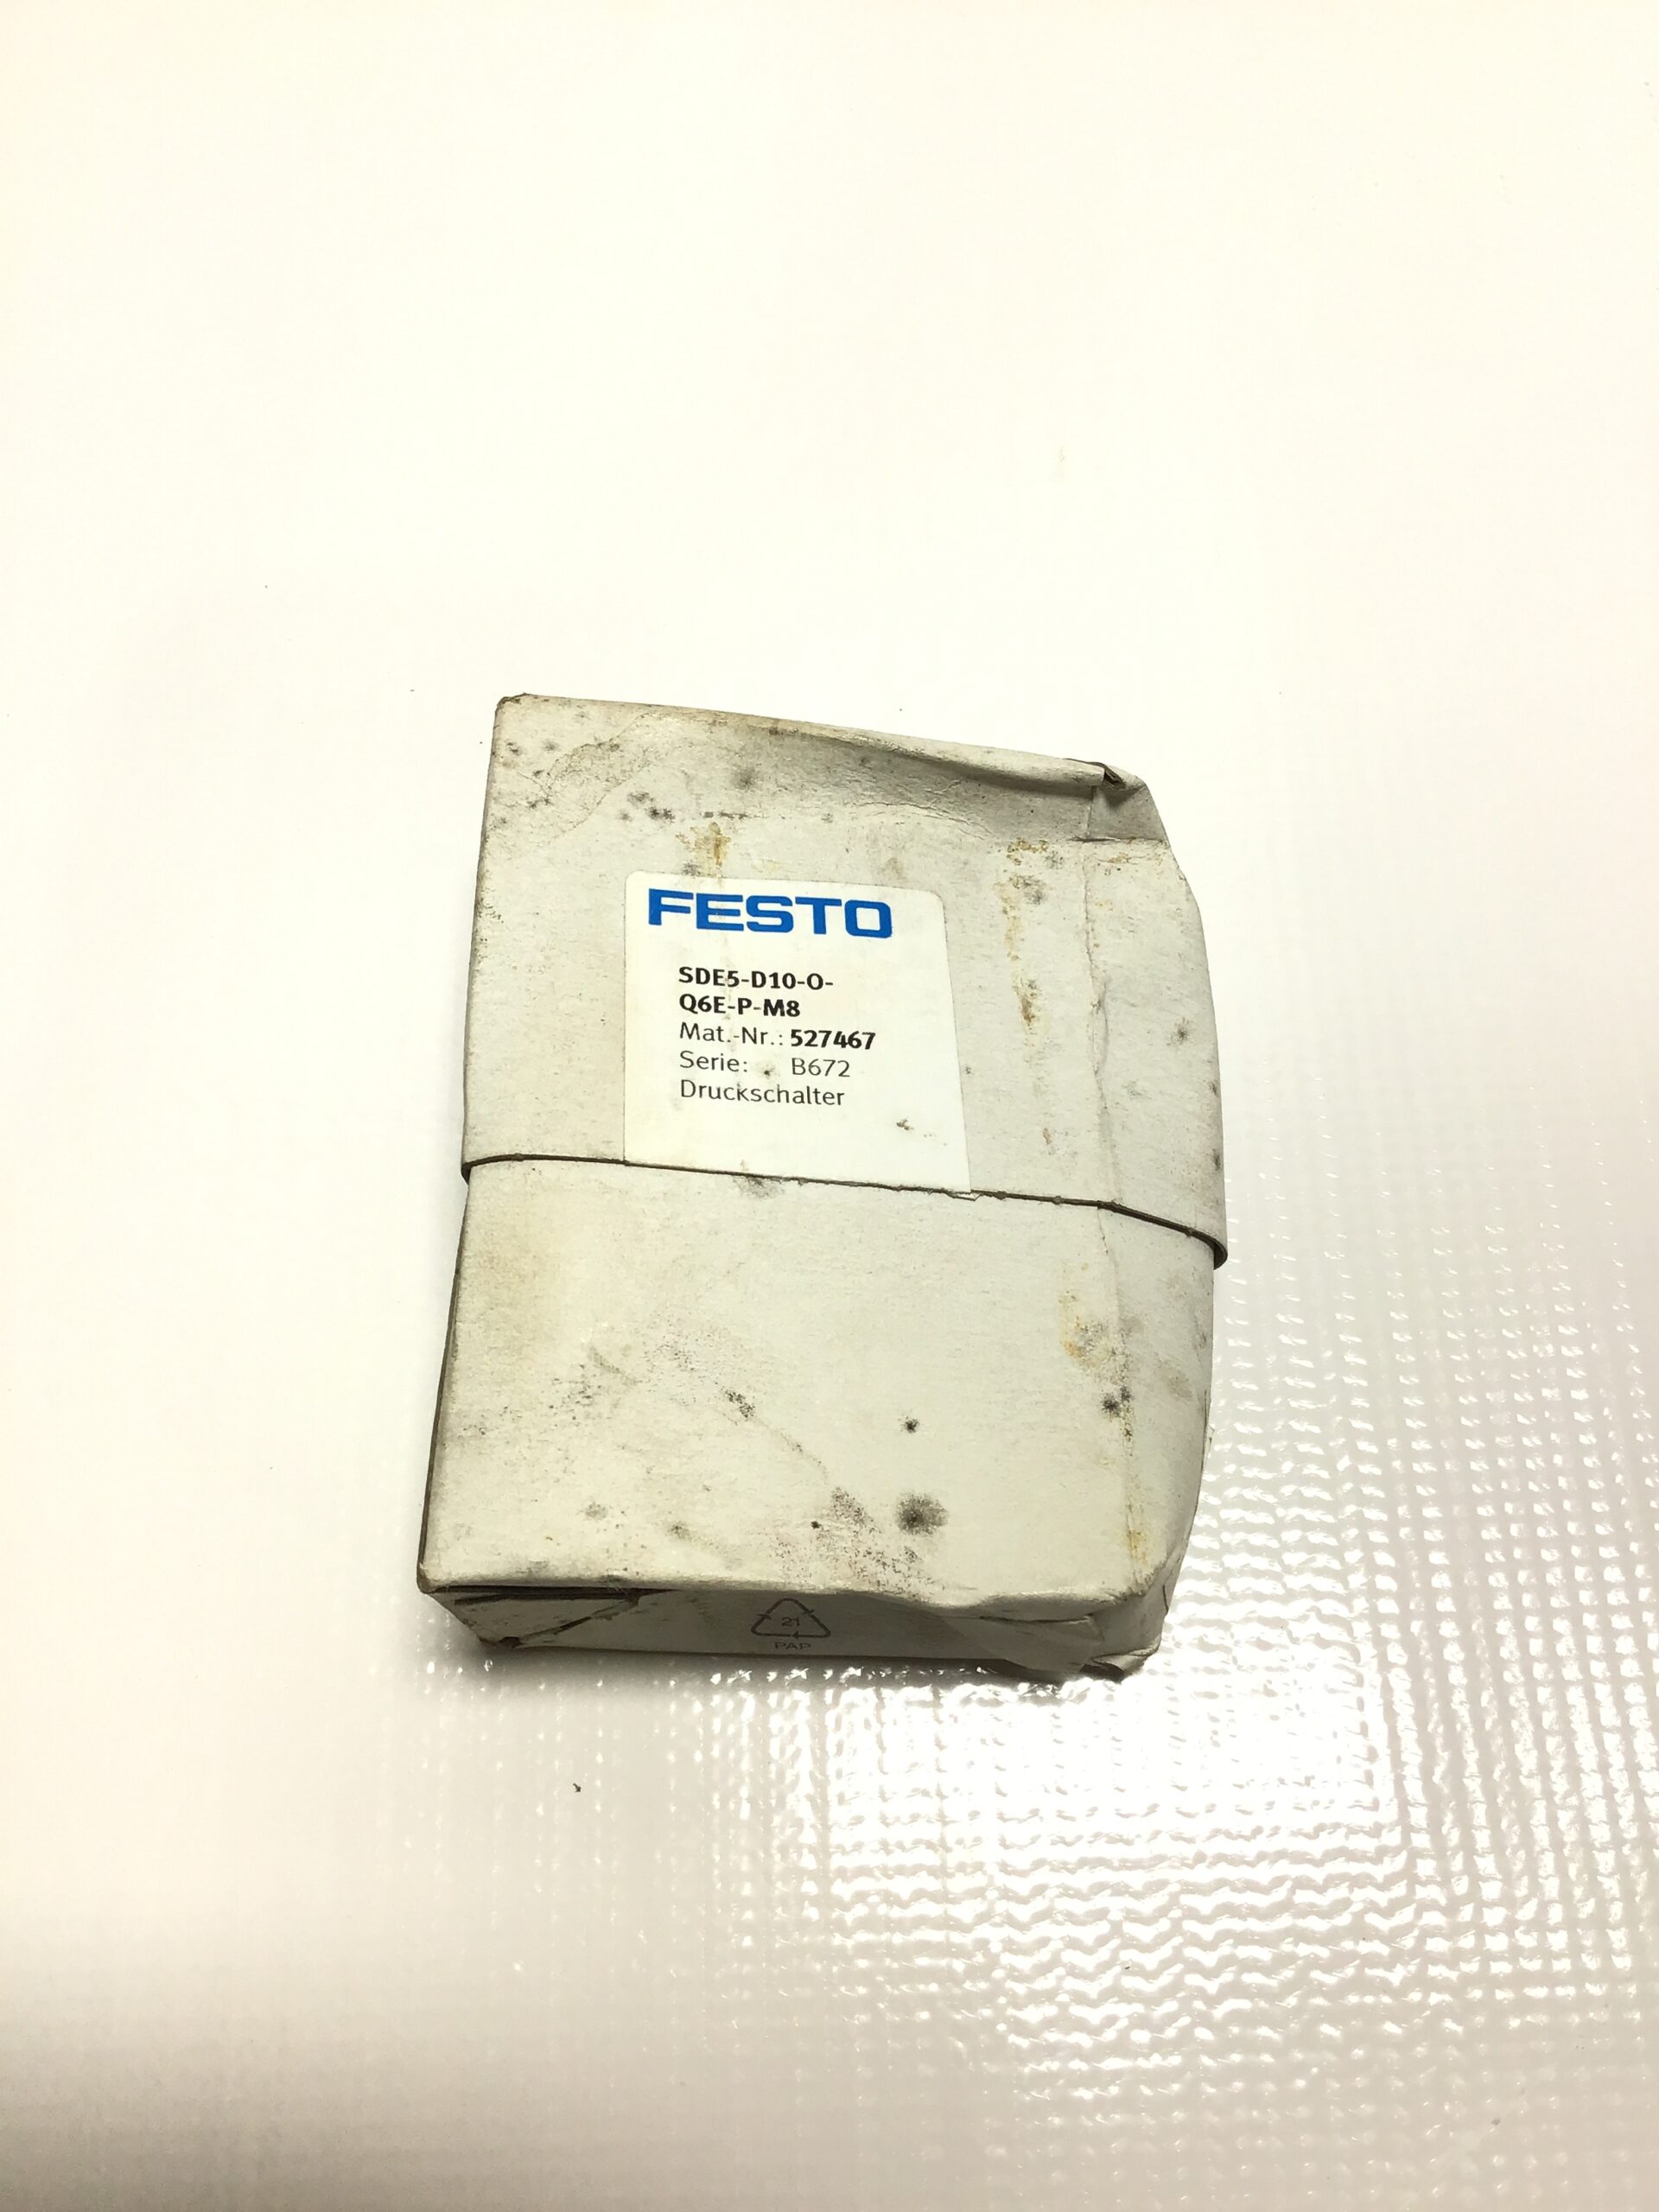 FESTO
SDE5-D10-O-
Q6E-P-M8
Mat.-Nr.: 527467
Serie: B672
Druckschalter
21
PAP